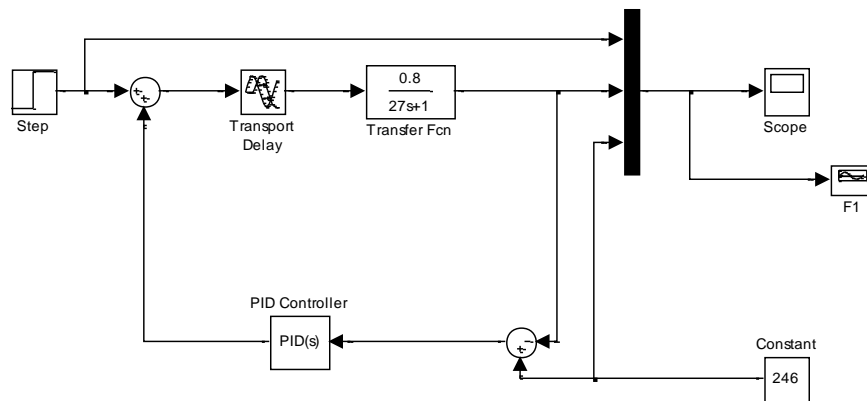 Step
Transport
Delay
0.8
27s+1
Transfer Fcn
Scope
F1
PID Controller
PID(s)
Constant
246